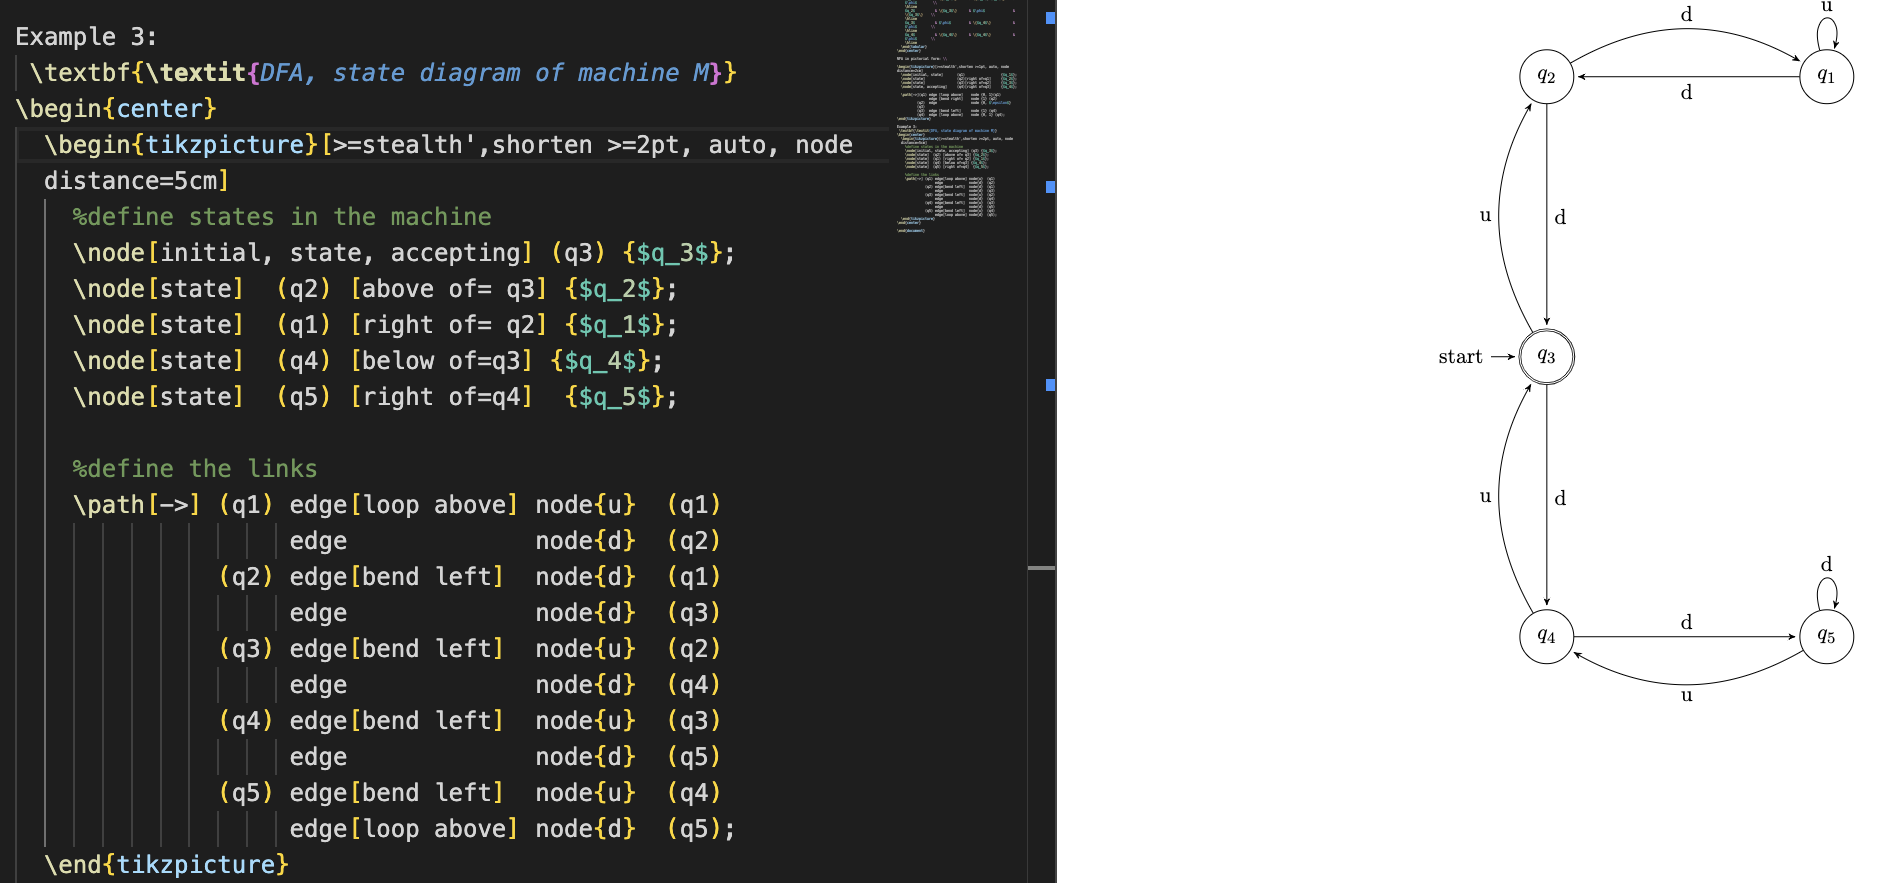 Example 3:
\textbf{\textit{DFA, state diagram of machine M}}
\begin{center}
\begin{tikzpicture}[>=stealth',shorten >=2pt, auto, node
distance=5cm]
%define states in the machine
\node[initial, state, accepting] (q3) {$q_3$};
\node[state]  (q2) [above of= q3] {$q_2$};
\node[state]  (q1) [right of= q2] {$q_1$};
\node[state]  (q4) [below of=q3] {$q_4$};
\node[state]  (q5) [right of=q4]  {$q_5$};
%define the links
\path[->] (q1) edge[loop above] node{u}  (q1)
edge             node{d}  (q2)
(q2) edge[bend left]  node{d}  (q1)
edge             node{d}  (q3)
(q3) edge[bend left]  node{u}  (q2)
edge             node{d}  (q4)
(q4) edge[bend left]  node{u}  (q3)
edge             node{d}  (q5)
(q5) edge[bend left]  node{u}  (q4)
edge[loop above] node{d}  (q5);
\end{tikzpicture}
u
d
q2
q1
d
u
d
start
q3
u
d
d
q4
d
q5
u